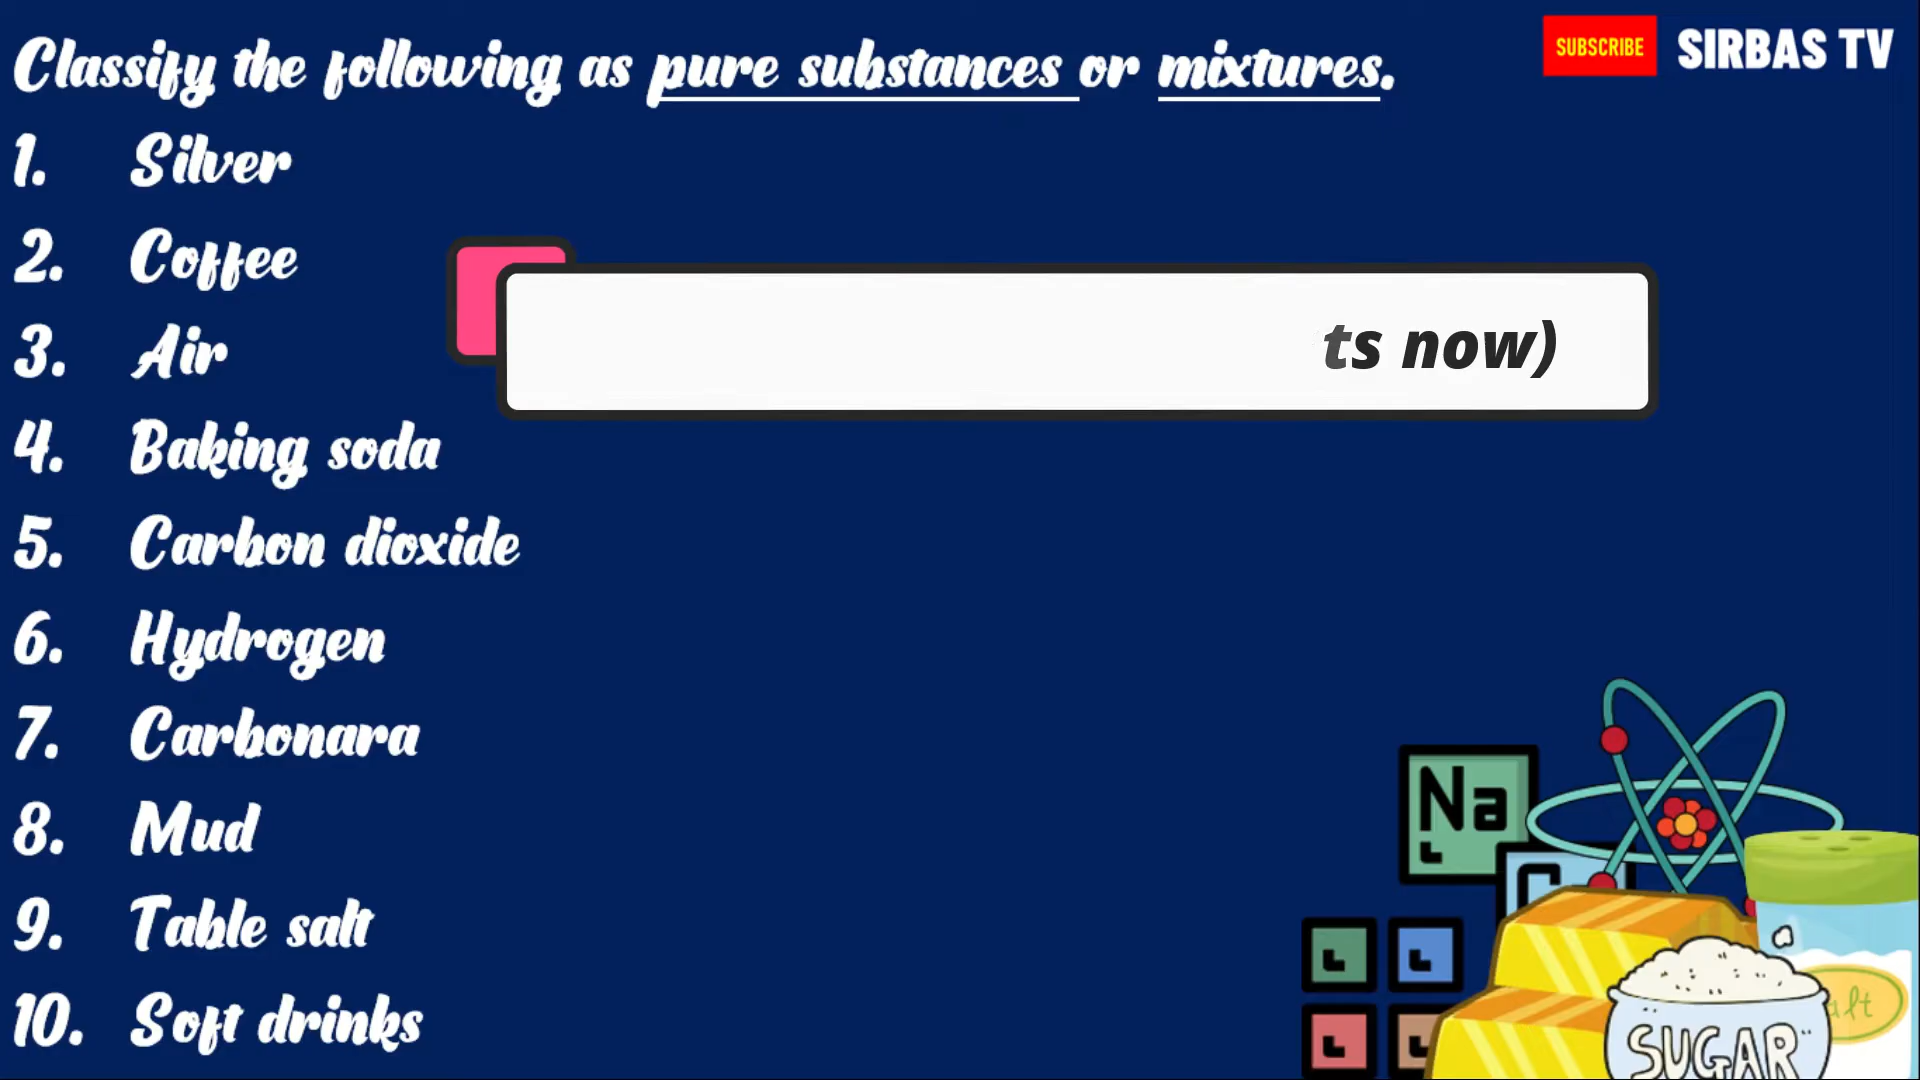 Classify the following as pure substances or mixtures.
SUBSCRIBE SIRBAS TV
1. Silver
2. Coffee
3. Air
4. Baking soda
5. Carbon dioxide
6. Hydrogen
7. Carbonara
8. Mud
9. Table salt
10. Soft drinks
ts now)
Na
SUGAR